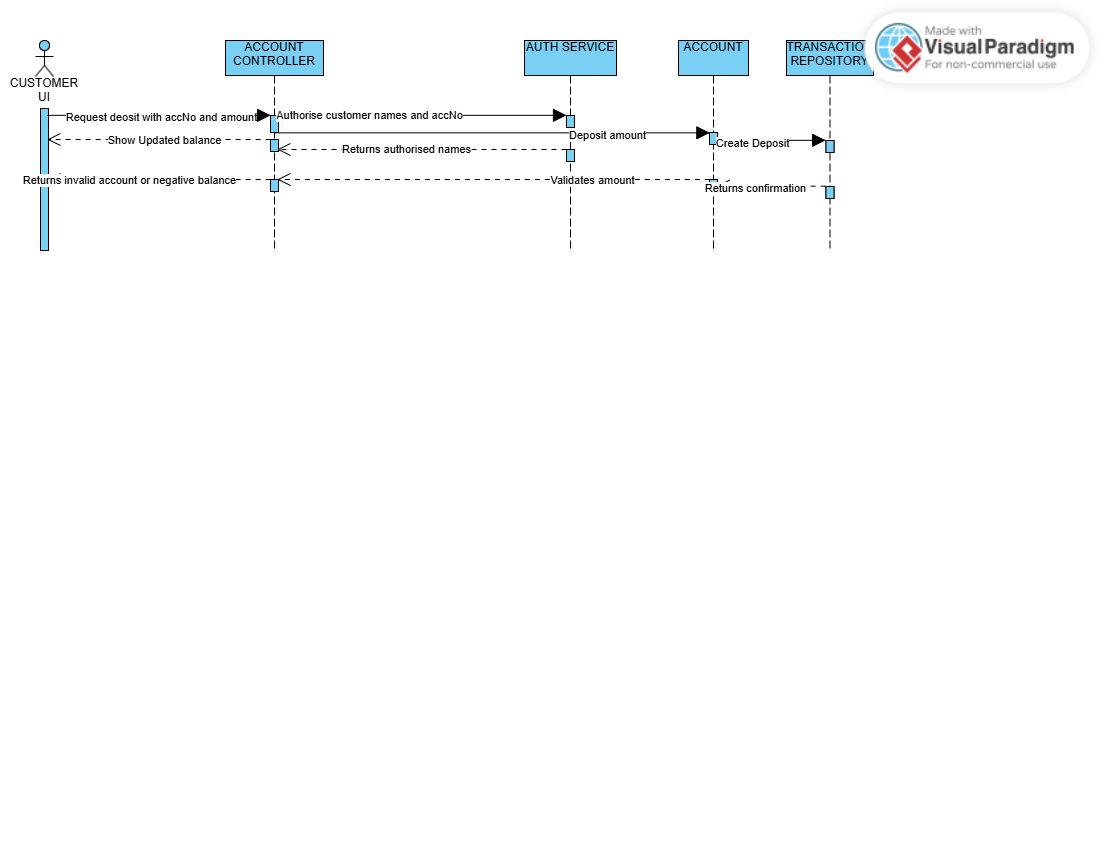 Made with
Visual Paradigm
For non-commercial use
CUSTOMER
UI
ACCOUNT
CONTROLLER
AUTH SERVICE
ACCOUNT
TRANSACTIO
REPOSITORY
Request deosit with accNo and amount
Authorise customer names and accNo
Deposit amount
Show Updated balance
Create Deposit
Returns authorised names
Returns invalid account or negative balance
Validates amount
Returns confirmation